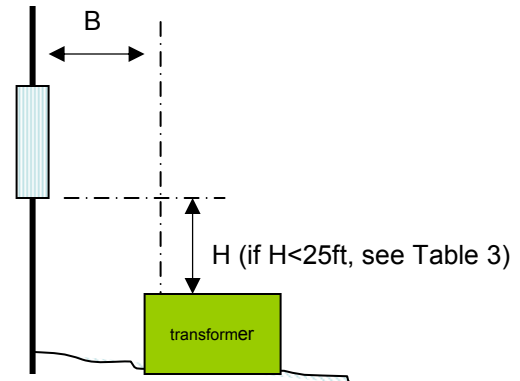 B
H (if H<25ft, see Table 3)
transformer